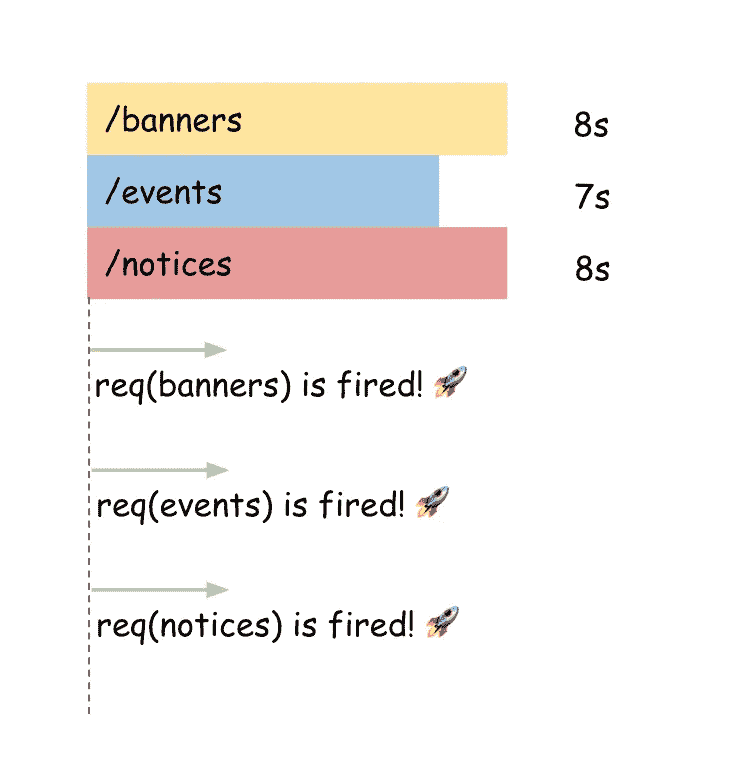 /banners 8s
/events 7s
/notices 8s
req(banners) is fired! 🚀
req(events) is fired! 🚀
req(notices) is fired! 🚀